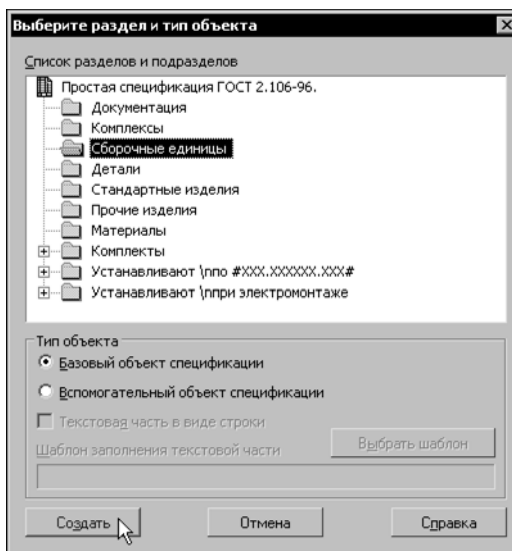 Выберите раздел и тип объекта
Список разделов и подразделов
Простая спецификация ГОСТ 2.106-96.
Документация
Комплексы
Сборочные единицы
Детали
Стандартные изделия
Прочие изделия
Материалы
Комплекты
Устанавливают \nпо #XXX.XXXXXX.XXX#
Устанавливают \nпри электромонтаже
Тип объекта
Базовый объект спецификации
Вспомогательный объект спецификации
Текстовая часть в виде строки
Шаблон заполнения текстовой части
Выбрать шаблон
Создать Отмена Справка